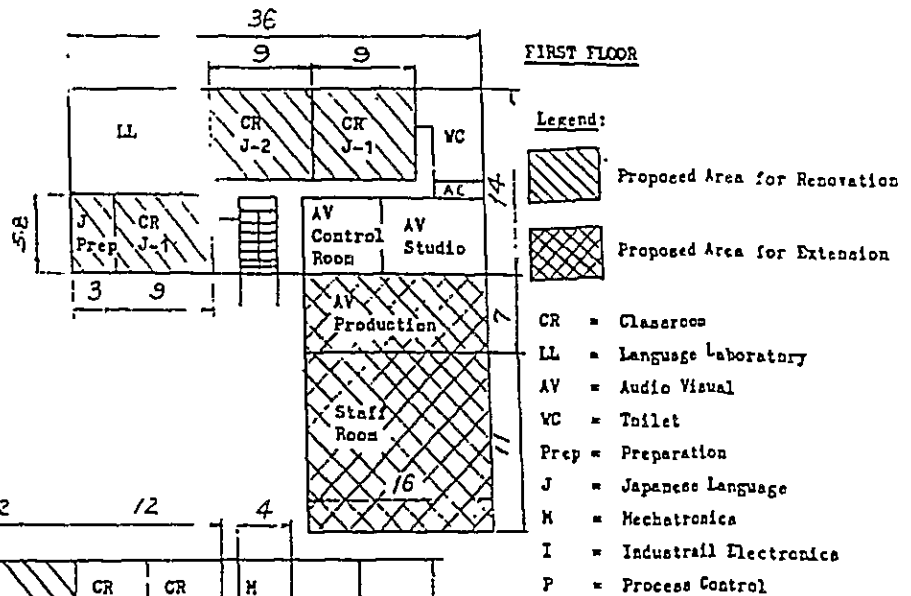 36
9 9
FIRST FLOOR
LL
CR
J-2
CR
J-1
WC
AC
14
58
J
Prep
CR
J-1
AV
Control
Room
AV
Studio
3 9
AV
Production
7
Staff
Room
16
11
Legend:
Proposed Area for Renovation
Proposed Area for Extension
CR = Classroom
LL = Language Laboratory
AV = Audio Visual
WC = Toilet
Prep = Preparation
J = Japanese Language
M = Mechatronics
I = Industrail Electronics
P = Process Control
2 12 4
CR CR M